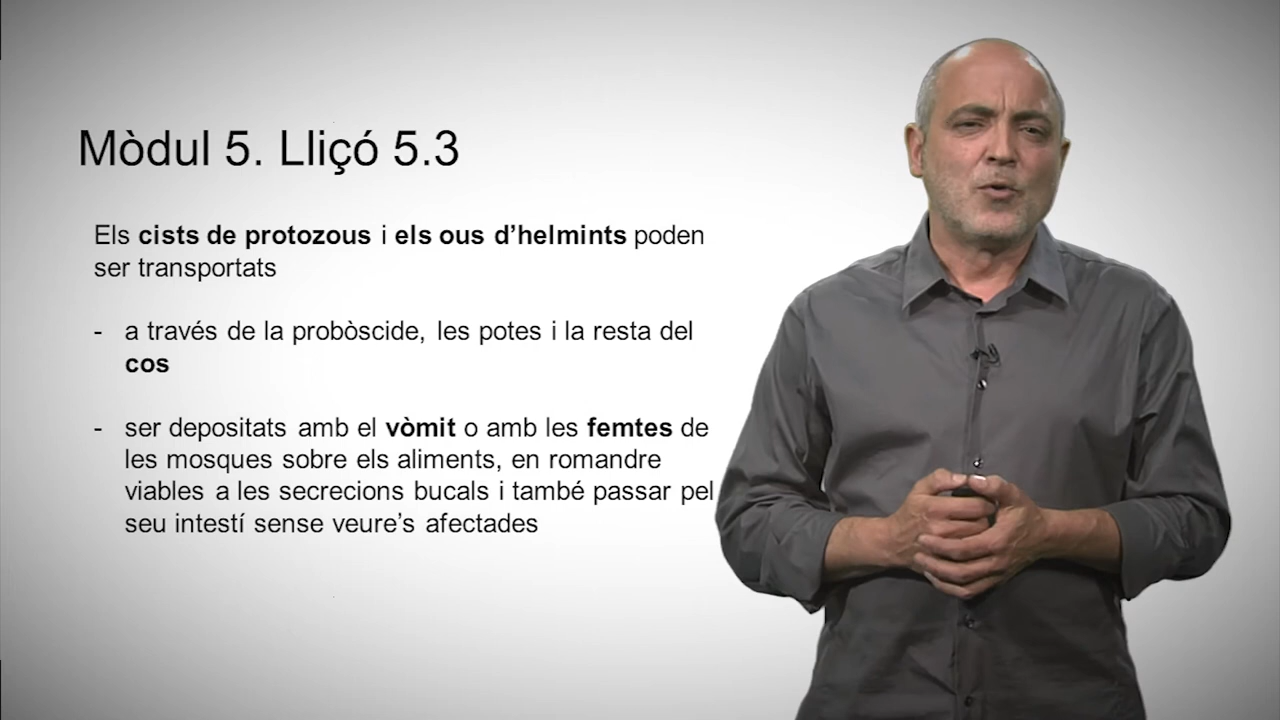 Mòdul 5. Lliçó 5.3
Els cists de protozous i els ous d’helmints poden
ser transportats
- a través de la probòscide, les potes i la resta del
cos
- ser depositats amb el vòmit o amb les femtes de
les mosques sobre els aliments, en romandre
viables a les secrecions bucals i també passar pel
seu intestí sense veure’s afectades